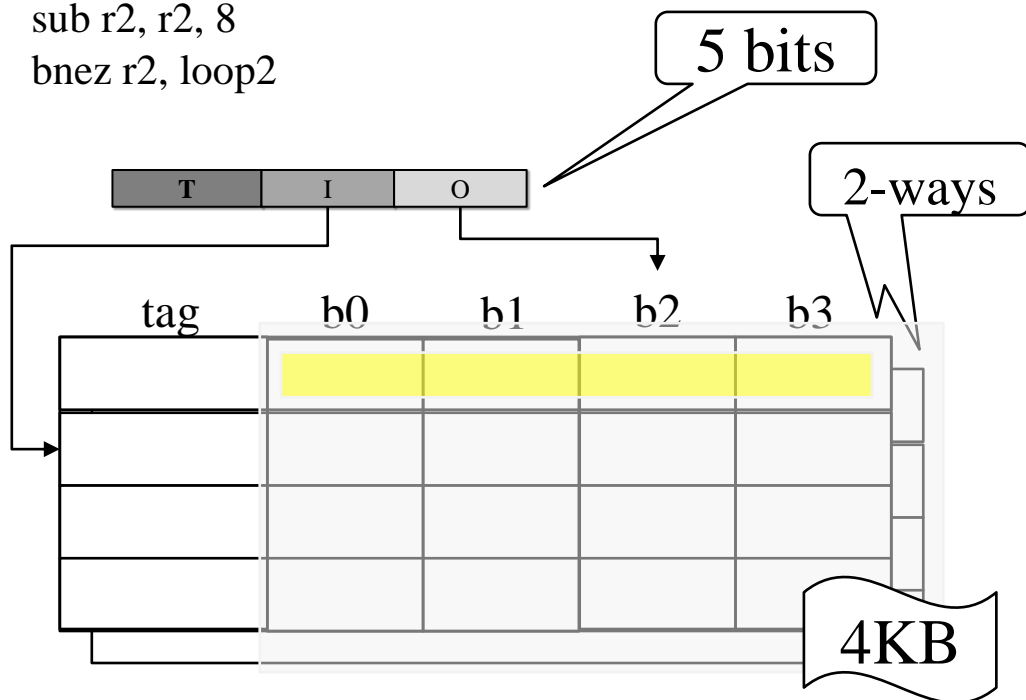 sub r2, r2, 8
bnez r2, loop2
5 bits
2-ways
T I O
tag b0 b1 b2 b3
4KB